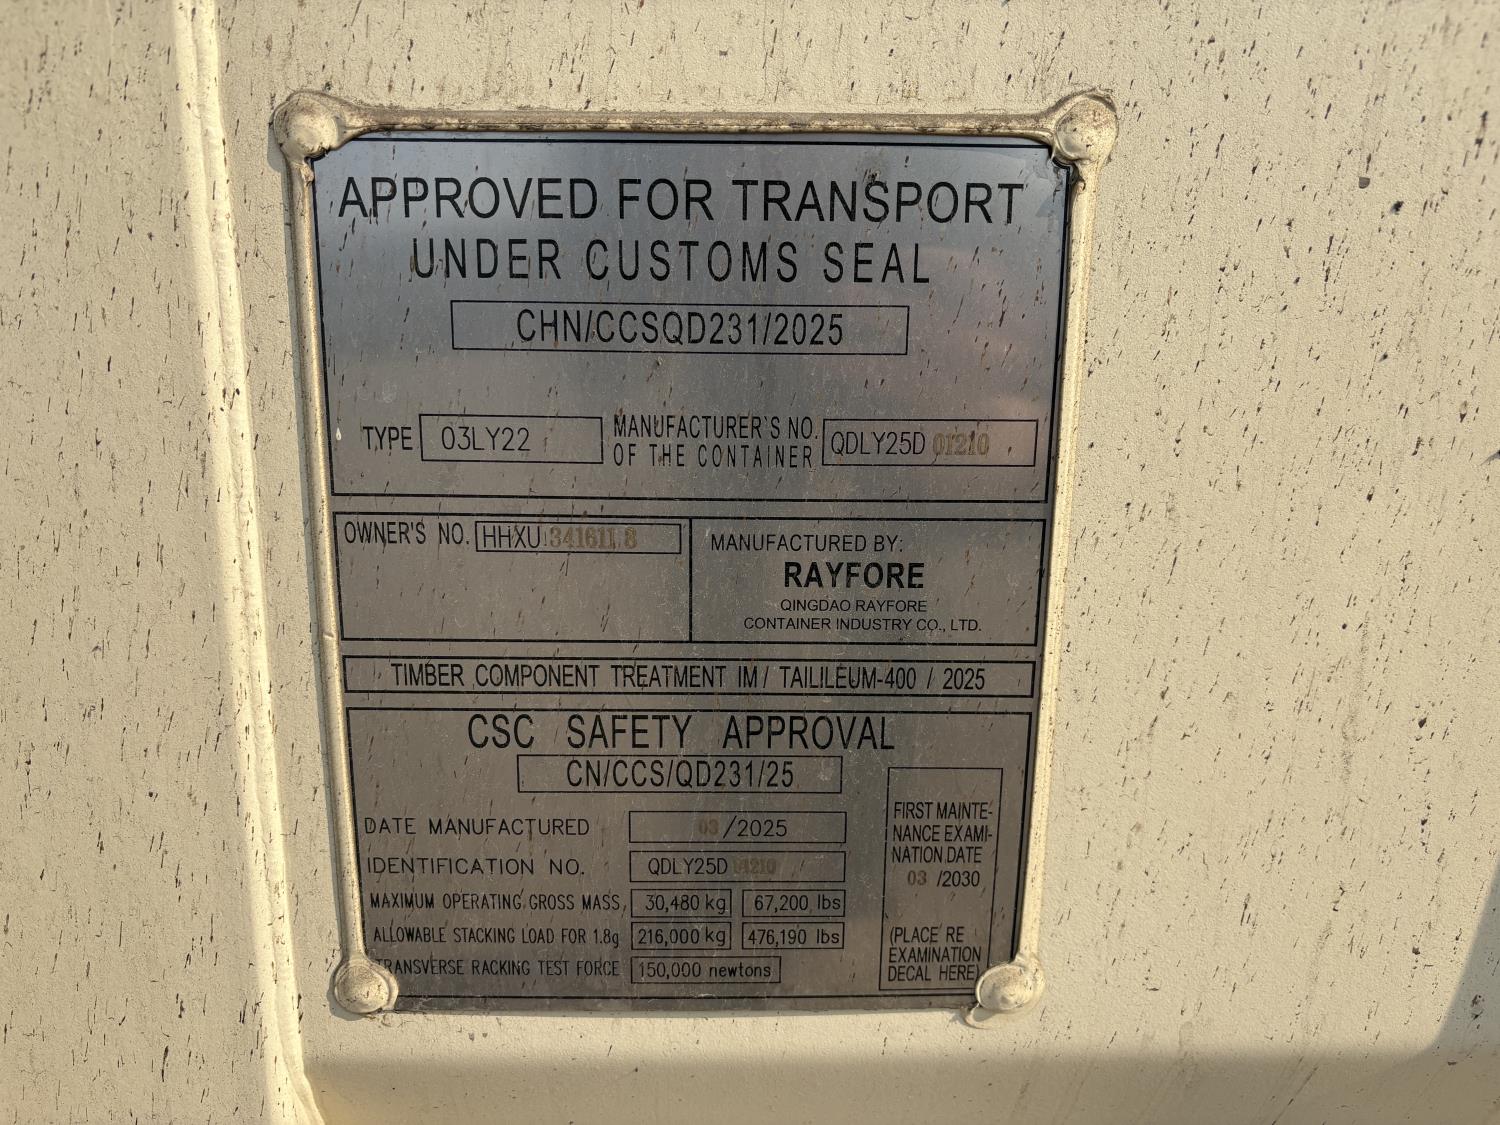 APPROVED FOR TRANSPORT
UNDER CUSTOMS SEAL
CHN/CCSQD231/2025
TYPE 03LY22 MANUFACTURER'S NO. OF THE CONTAINER QDLY25D 01210
OWNER'S NO. HHXU 341611 8
MANUFACTURED BY:
RAYFORE
QINGDAO RAYFORE
CONTAINER INDUSTRY CO., LTD.
TIMBER COMPONENT TREATMENT IM / TAILILEUM-400 / 2025
CSC SAFETY APPROVAL
CN/CCS/QD231/25
DATE MANUFACTURED 03/2025
IDENTIFICATION NO. QDLY25D 01210
MAXIMUM OPERATING GROSS MASS 30,480 kg 67,200 lbs
ALLOWABLE STACKING LOAD FOR 1.8g 216,000 kg 476,190 lbs
TRANSVERSE RACKING TEST FORCE 150,000 newtons
FIRST MAINTE-
NANCE EXAMI-
NATION DATE
03 /2030
(PLACE RE
EXAMINATION
DECAL HERE)